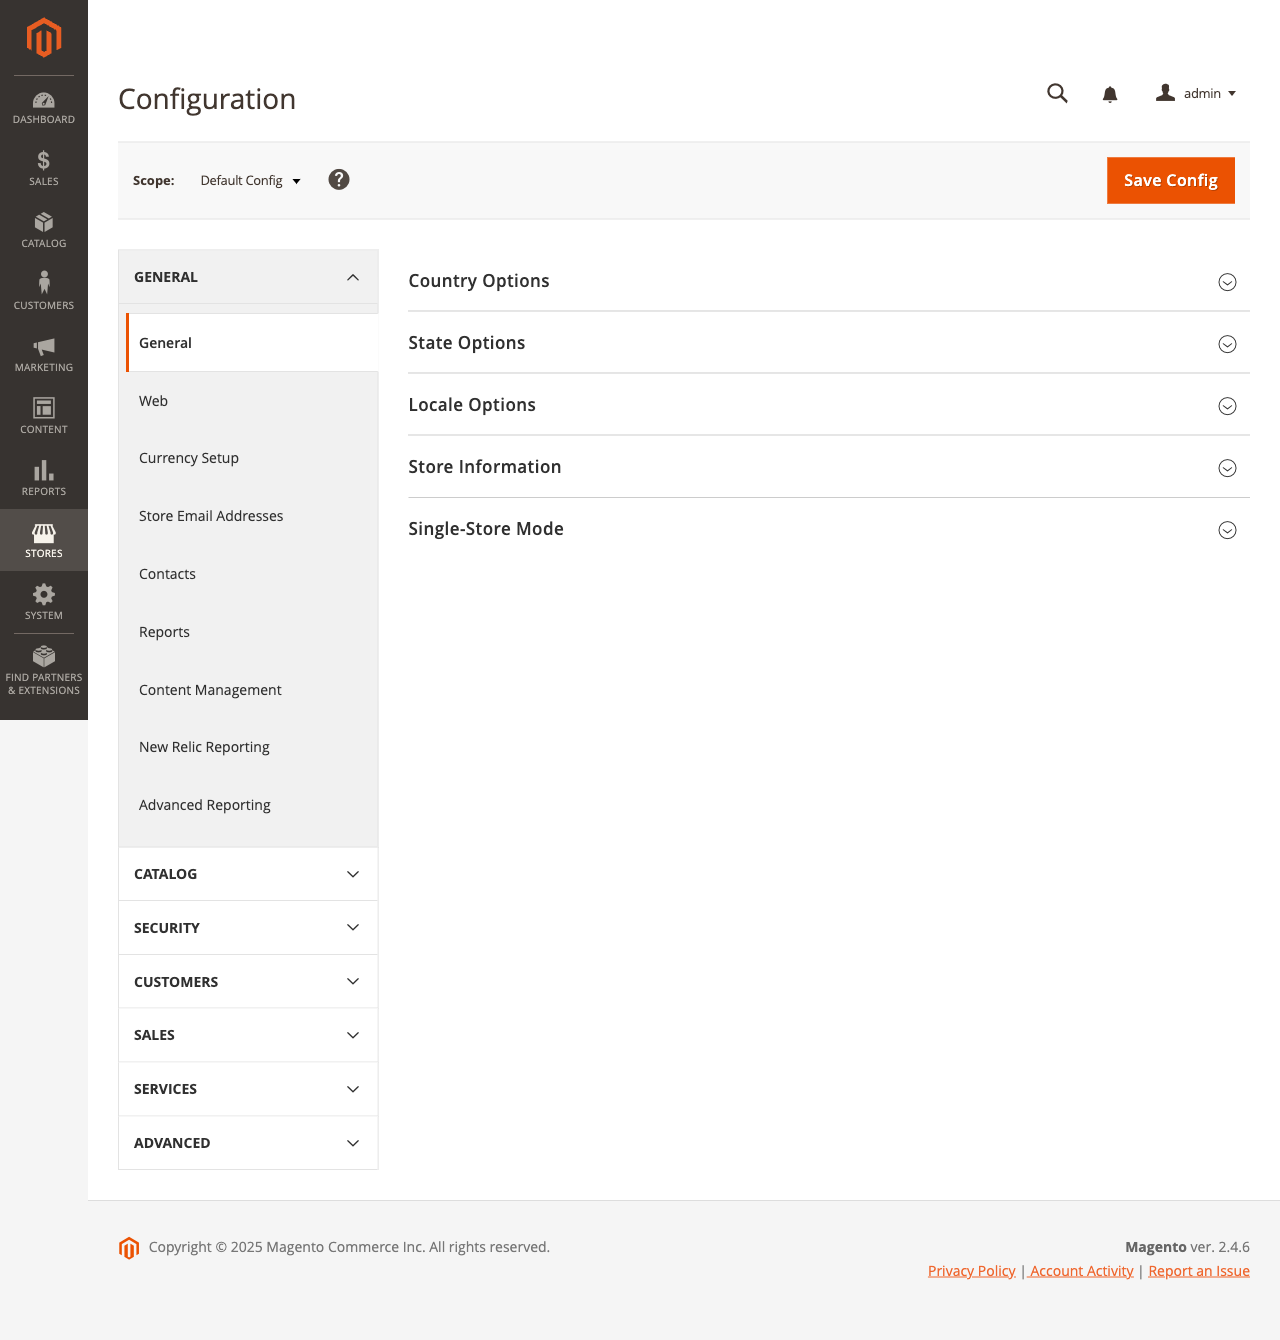 DASHBOARD
SALES
CATALOG
CUSTOMERS
MARKETING
CONTENT
REPORTS
STORES
SYSTEM
FIND PARTNERS
& EXTENSIONS
Configuration
admin
Scope: Default Config ?
Save Config
GENERAL
General
Web
Currency Setup
Store Email Addresses
Contacts
Reports
Content Management
New Relic Reporting
Advanced Reporting
CATALOG
SECURITY
CUSTOMERS
SALES
SERVICES
ADVANCED
Country Options
State Options
Locale Options
Store Information
Single-Store Mode
Copyright © 2025 Magento Commerce Inc. All rights reserved.
Magento ver. 2.4.6
Privacy Policy | Account Activity | Report an Issue